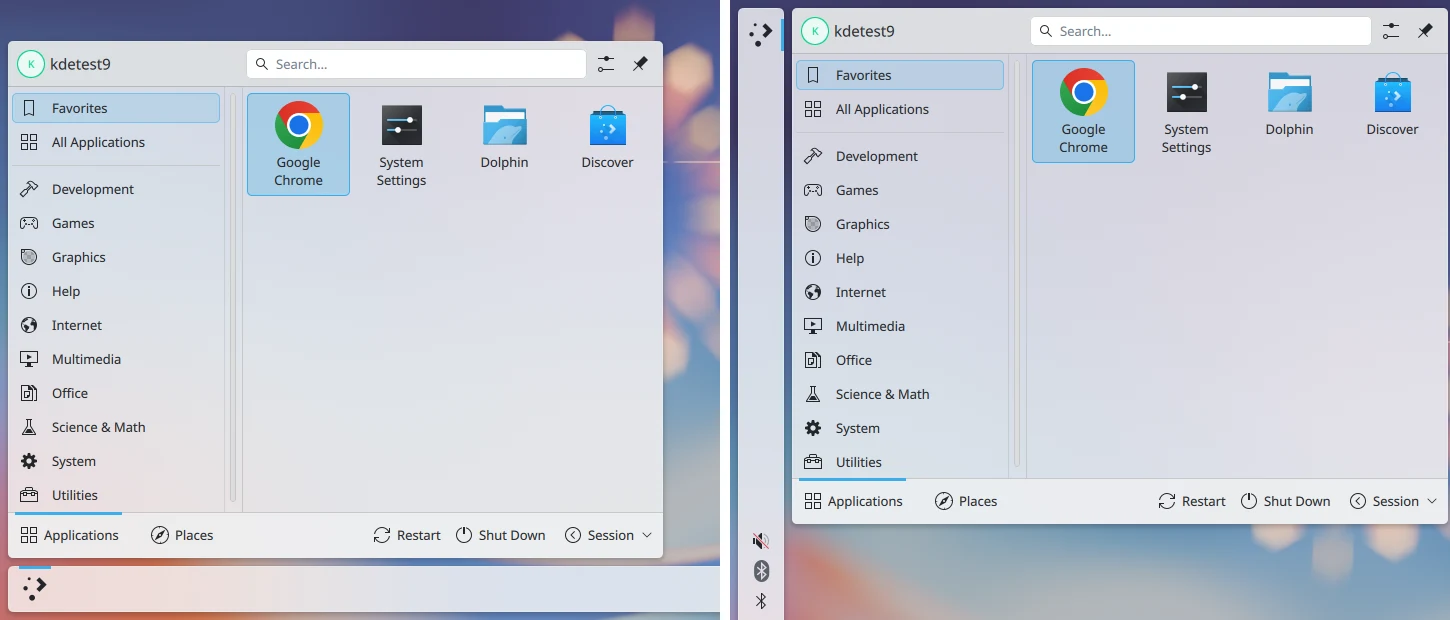 K kdetest9 Search...
Favorites
All Applications
Development
Games
Graphics
Help
Internet
Multimedia
Office
Science & Math
System
Utilities
Google
Chrome
System
Settings
Dolphin
Discover
Applications Places Restart Shut Down Session
K kdetest9 Search...
Favorites
All Applications
Development
Games
Graphics
Help
Internet
Multimedia
Office
Science & Math
System
Utilities
Google
Chrome
System
Settings
Dolphin
Discover
Applications Places Restart Shut Down Session